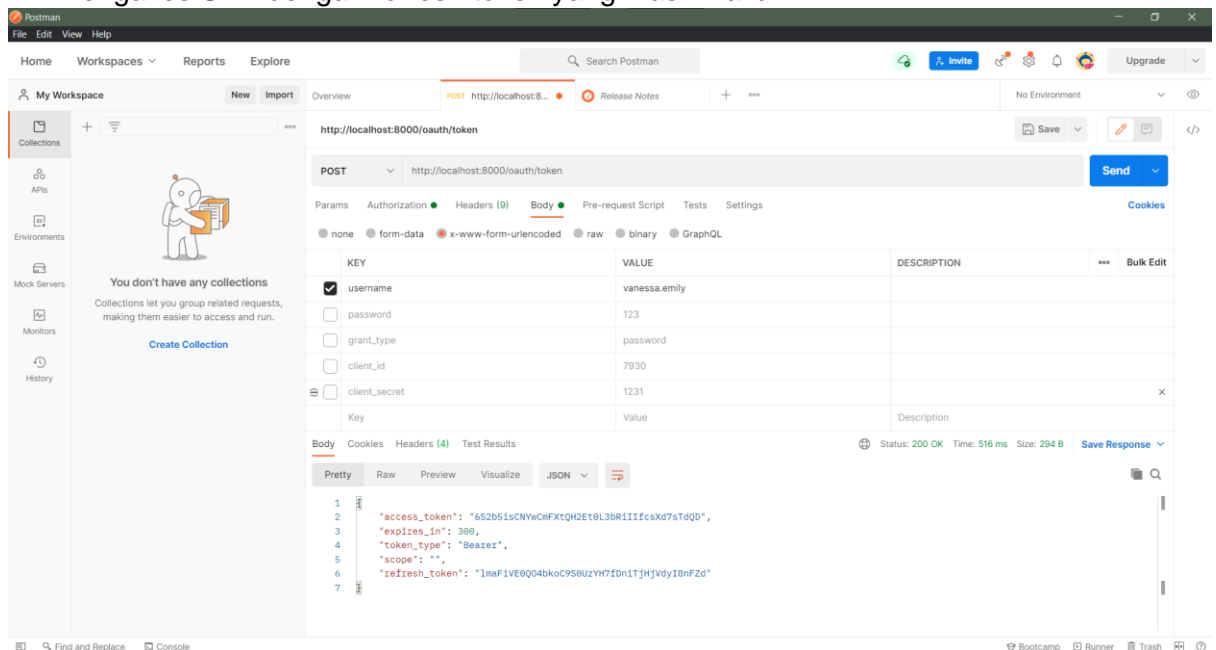 Postman
File Edit View Help
Home Workspaces Reports Explore Search Postman Invite Upgrade
My Workspace New Import Overview POST http://localhost:8... Release Notes No Environment
Collections
http://localhost:8000/oauth/token Save
APIs
POST http://localhost:8000/oauth/token Send
Environments
Params Authorization Headers (9) Body Pre-request Script Tests Settings Cookies
none form-data x-www-form-urlencoded raw binary GraphQL
Mock Servers
KEY VALUE DESCRIPTION Bulk Edit
You don't have any collections
username vanessa.emily
Collections let you group related requests,
making them easier to access and run.
Monitors
password 123
Create Collection
grant_type password
History
client_id 7930
client_secret 1231
Key Value Description
Body Cookies Headers (4) Test Results Status: 200 OK Time: 516 ms Size: 294 B Save Response
Pretty Raw Preview Visualize JSON
1 {
2 "access_token": "6S2b5isCNYwCmFXtQH2Et0L3bRiIIfcsXd7sTdQD",
3 "expires_in": 300,
4 "token_type": "Bearer",
5 "scope": "",
6 "refresh_token": "lmaFiVE0QO4bkoC9S0UzYH7fDniTjHjVdyI8nFZd"
7 }
Find and Replace Console Bootcamp Runner Trash